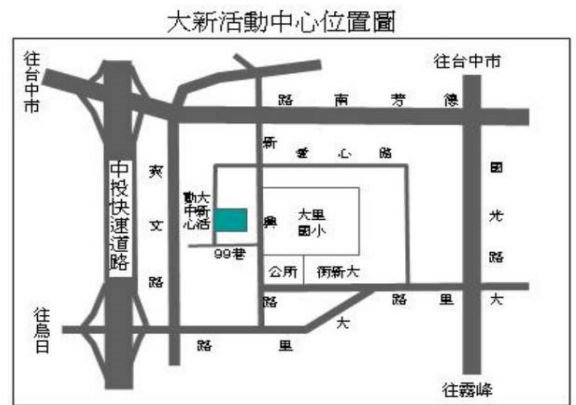 大新活動中心位置圖
往台中市
往台中市
德芳南路
愛心路
新興路
國光路
中投快速道路
爽文路
大新活
動中心
大里
國小
99巷
公所
大新街
大里路
大里路
往烏日
往霧峰